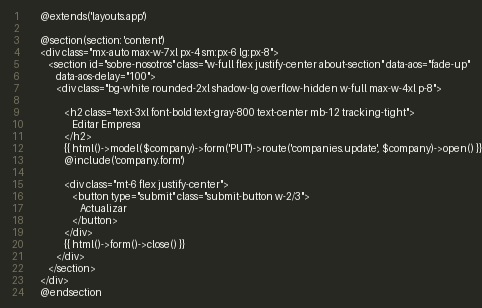 1 @extends('layouts.app')
2
3 @section(section: 'content')
4 <div class="mx-auto max-w-7xl px-4 sm:px-6 lg:px-8">
5 <section id="sobre-nosotros" class="w-full flex justify-center about-section" data-aos="fade-up"
6 data-aos-delay="100">
7 <div class="bg-white rounded-2xl shadow-lg overflow-hidden w-full max-w-4xl p-8">
8
9 <h2 class="text-3xl font-bold text-gray-800 text-center mb-12 tracking-tight">
10 Editar Empresa
11 </h2>
12 {{ html()->model($company)->form('PUT')->route('companies.update', $company)->open() }}
13 @include('company.form')
14
15 <div class="mt-6 flex justify-center">
16 <button type="submit" class="submit-button w-2/3">
17 Actualizar
18 </button>
19 </div>
20 {{ html()->form()->close() }}
21 </div>
22 </section>
23 </div>
24 @endsection